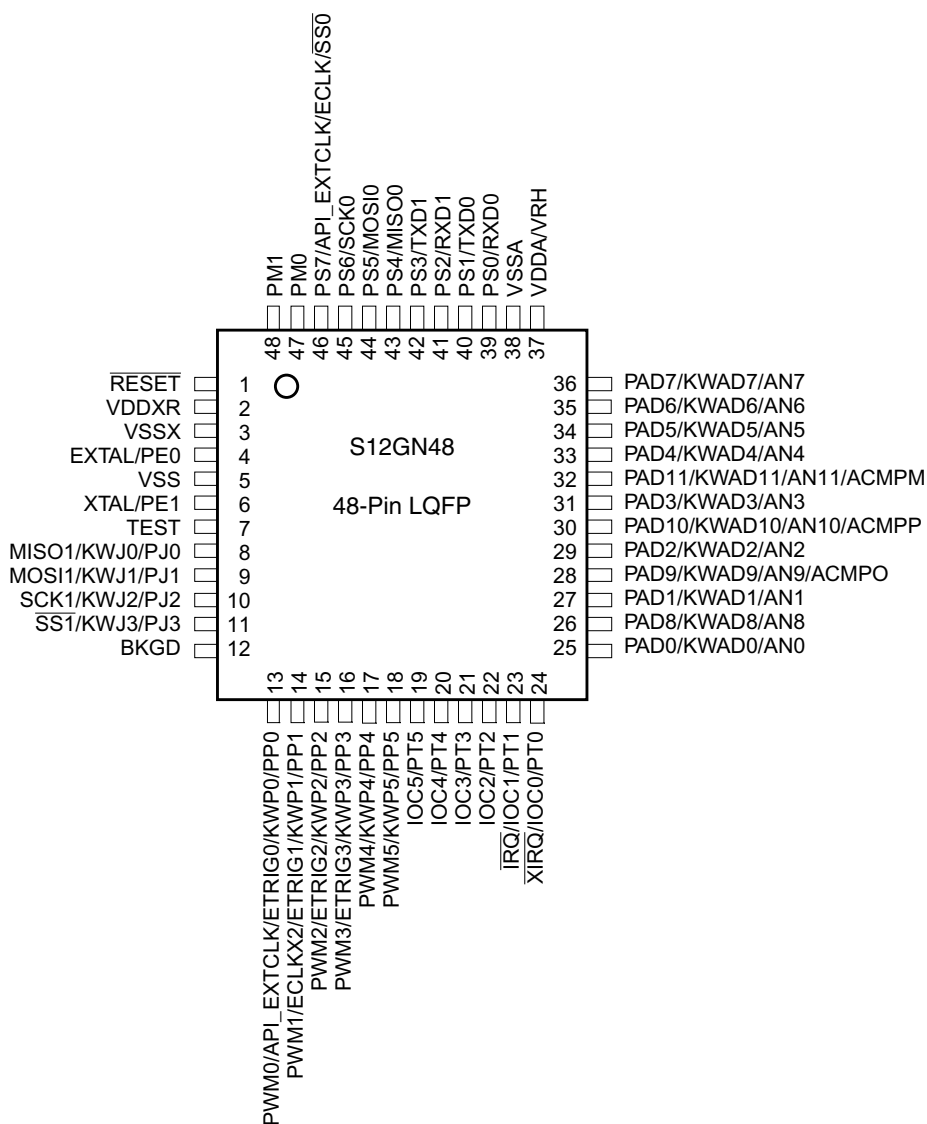 PM1
PM0
PS7/API_EXTCLK/ECLK/SS0
PS6/SCK0
PS5/MOSI0
PS4/MISO0
PS3/TXD1
PS2/RXD1
PS1/TXD0
PS0/RXD0
VSSA
VDDA/VRH
48
47
46
45
44
43
42
41
40
39
38
37
RESET
VDDXR
VSSX
EXTAL/PE0
VSS
XTAL/PE1
TEST
MISO1/KWJ0/PJ0
MOSI1/KWJ1/PJ1
SCK1/KWJ2/PJ2
SS1/KWJ3/PJ3
BKGD
1
2
3
4
5
6
7
8
9
10
11
12
S12GN48
48-Pin LQFP
36
35
34
33
32
31
30
29
28
27
26
25
PAD7/KWAD7/AN7
PAD6/KWAD6/AN6
PAD5/KWAD5/AN5
PAD4/KWAD4/AN4
PAD11/KWAD11/AN11/ACMPM
PAD3/KWAD3/AN3
PAD10/KWAD10/AN10/ACMPP
PAD2/KWAD2/AN2
PAD9/KWAD9/AN9/ACMPO
PAD1/KWAD1/AN1
PAD8/KWAD8/AN8
PAD0/KWAD0/AN0
13
14
15
16
17
18
19
20
21
22
23
24
PWM0/API_EXTCLK/ETRIG0/KWP0/PP0
PWM1/ECLKX2/ETRIG1/KWP1/PP1
PWM2/ETRIG2/KWP2/PP2
PWM3/ETRIG3/KWP3/PP3
PWM4/KWP4/PP4
PWM5/KWP5/PP5
IOC5/PT5
IOC4/PT4
IOC3/PT3
IOC2/PT2
IRQ/IOC1/PT1
XIRQ/IOC0/PT0